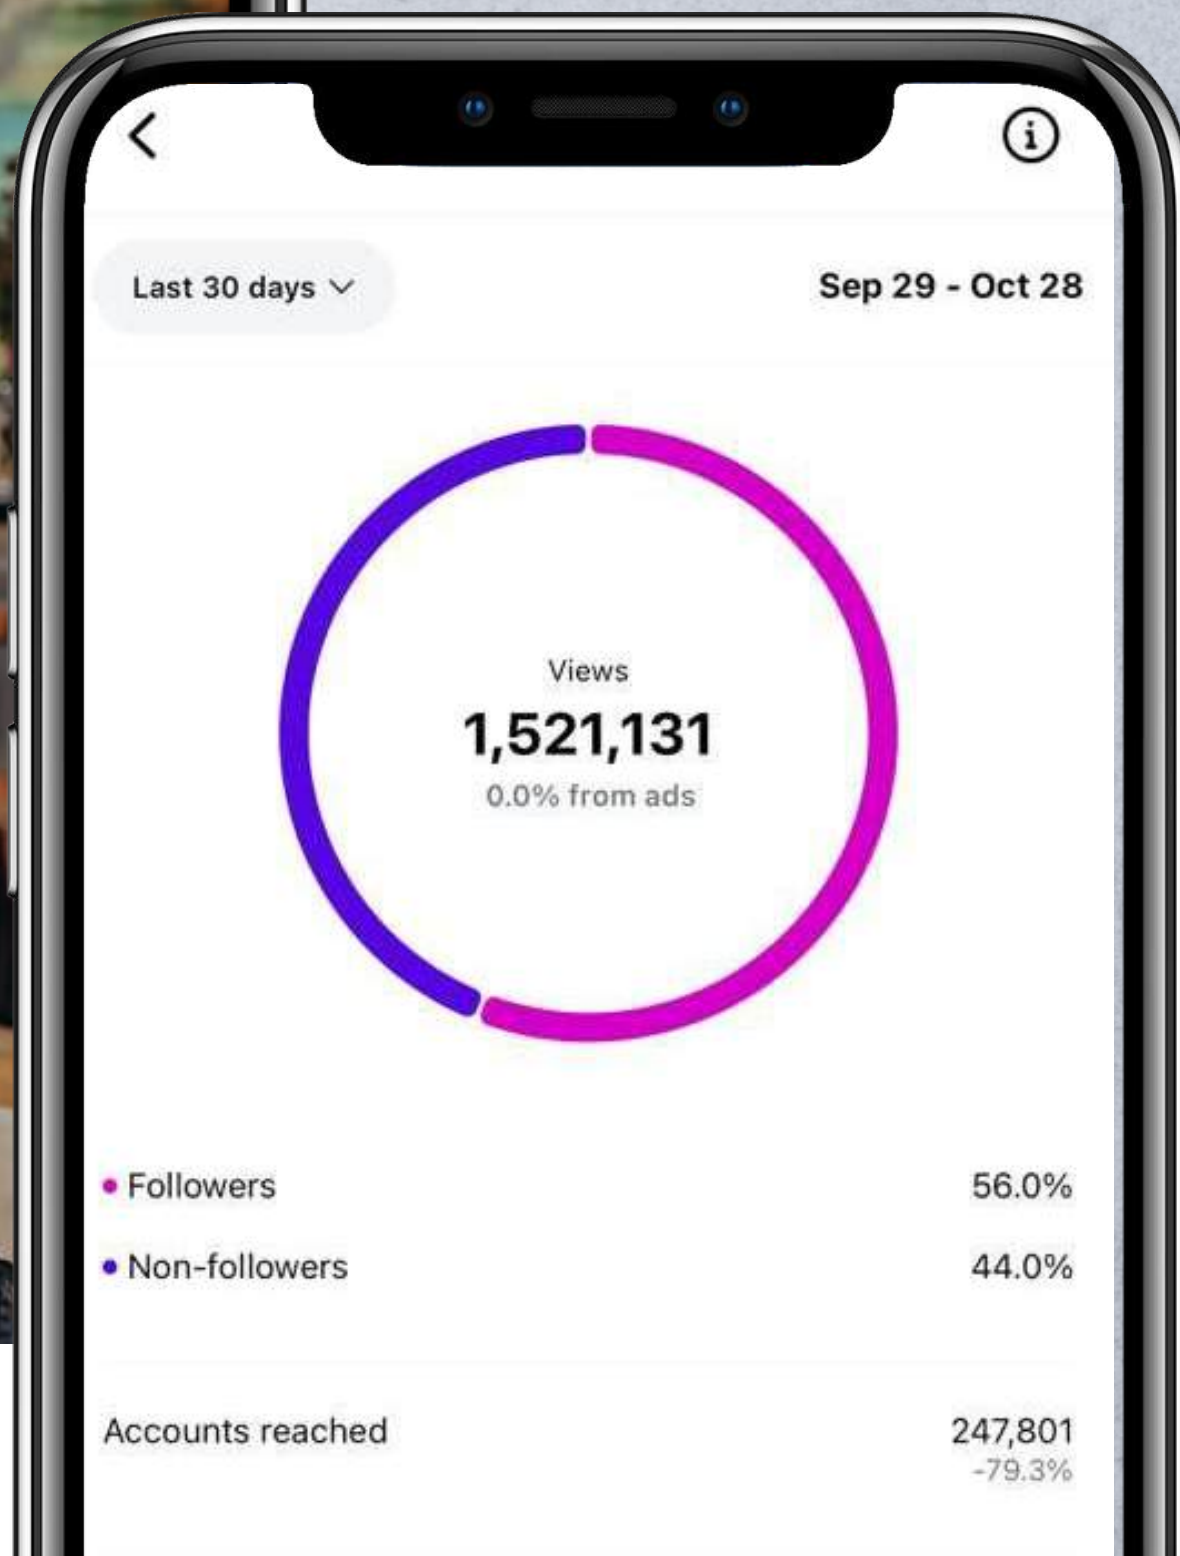 Last 30 days
Sep 29 - Oct 28
Views
1,521,131
0.0% from ads
Followers
56.0%
Non-followers
44.0%
Accounts reached
247,801
-79.3%